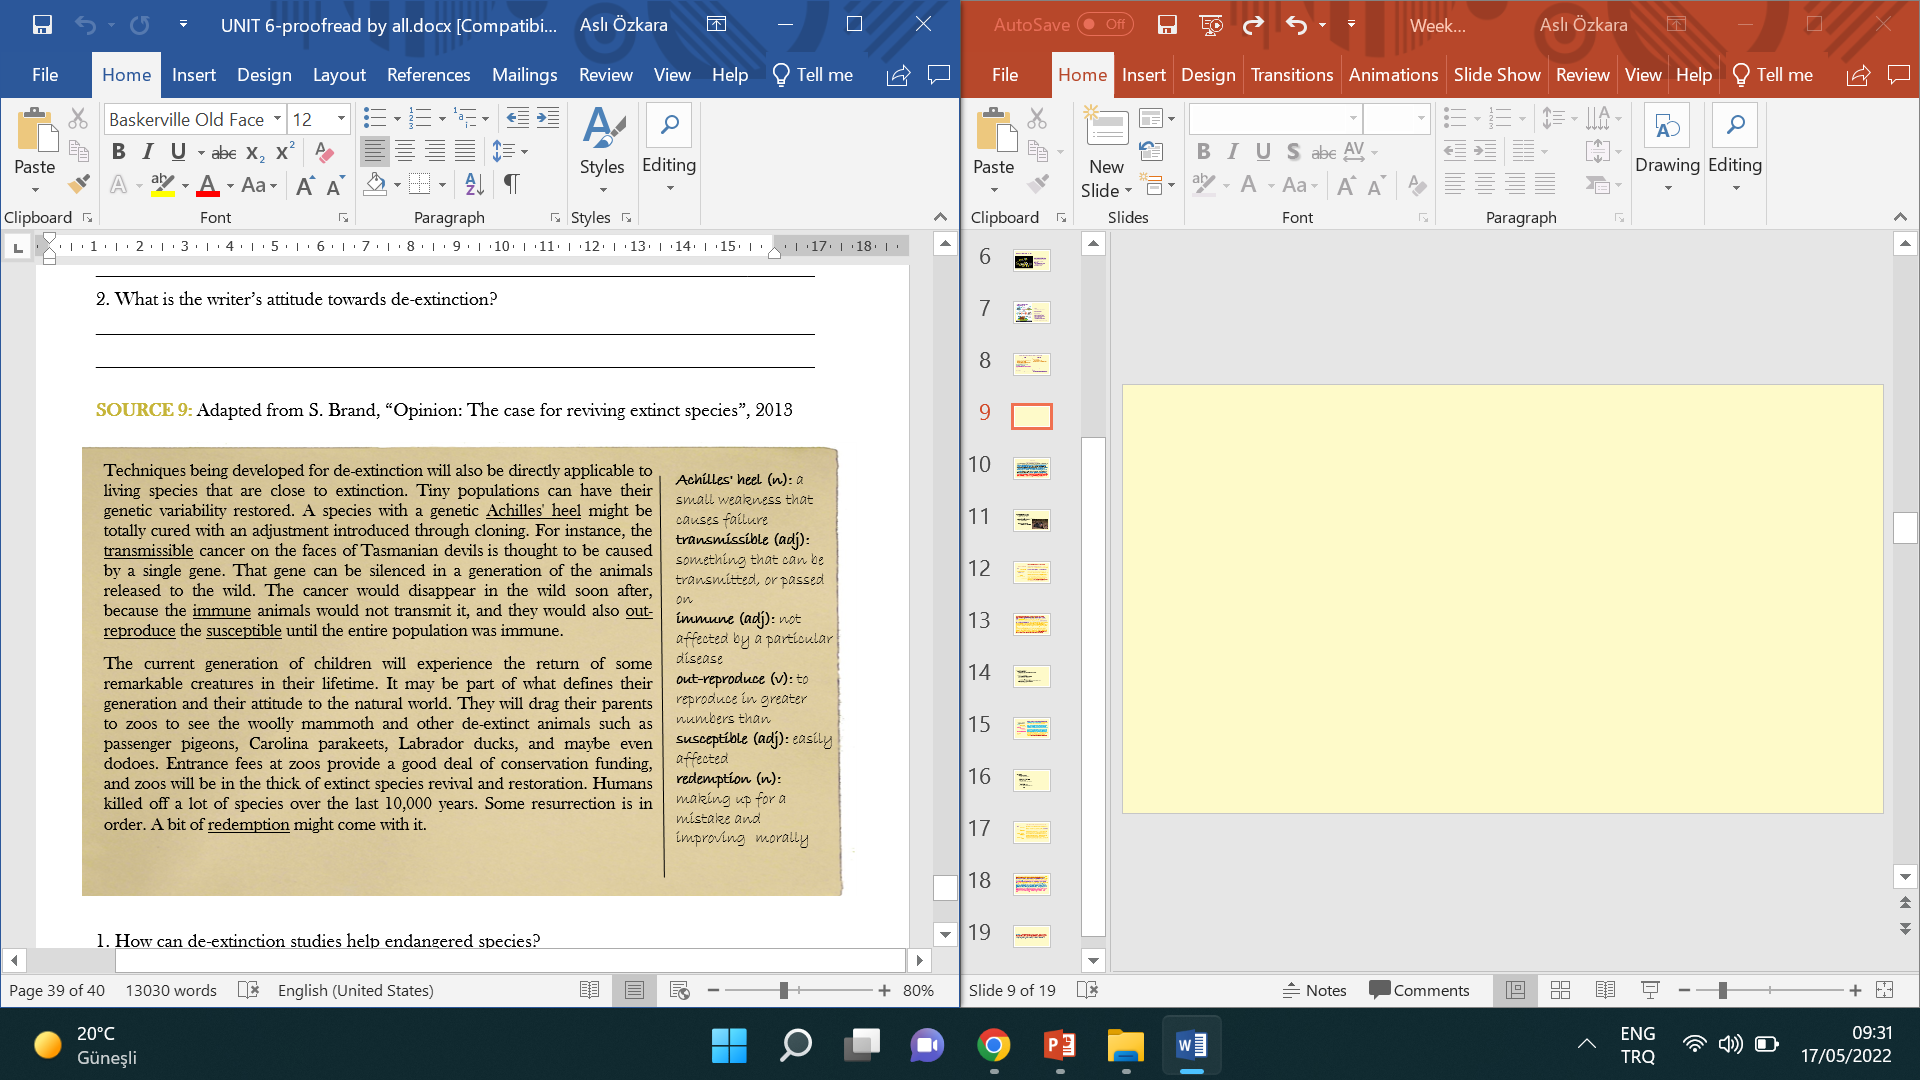 UNIT 6-proofread by all.docx [Compatibi...
Aslı Özkara
File Home Insert Design Layout References Mailings Review View Help Tell me
Baskerville Old Face 12
Paste
Styles
Editing
Clipboard Font Paragraph Styles
1 2 3 4 5 6 7 8 9 10 11 12 13 14 15 17 18
2. What is the writer's attitude towards de-extinction?
SOURCE 9: Adapted from S. Brand, “Opinion: The case for reviving extinct species”, 2013
Techniques being developed for de-extinction will also be directly applicable to
living species that are close to extinction. Tiny populations can have their
genetic variability restored. A species with a genetic Achilles' heel might be
totally cured with an adjustment introduced through cloning. For instance, the
transmissible cancer on the faces of Tasmanian devils is thought to be caused
by a single gene. That gene can be silenced in a generation of the animals
released to the wild. The cancer would disappear in the wild soon after,
because the immune animals would not transmit it, and they would also out-
reproduce the susceptible until the entire population was immune.
The current generation of children will experience the return of some
remarkable creatures in their lifetime. It may be part of what defines their
generation and their attitude to the natural world. They will drag their parents
to zoos to see the woolly mammoth and other de-extinct animals such as
passenger pigeons, Carolina parakeets, Labrador ducks, and maybe even
dodoes. Entrance fees at zoos provide a good deal of conservation funding,
and zoos will be in the thick of extinct species revival and restoration. Humans
killed off a lot of species over the last 10,000 years. Some resurrection is in
order. A bit of redemption might come with it.
Achilles' heel (n): a
small weakness that
causes failure
transmissible (adj):
something that can be
transmitted, or passed
on
immune (adj): not
affected by a particular
disease
out-reproduce (v): to
reproduce in greater
numbers than
susceptible (adj): easily
affected
redemption (n):
making up for a
mistake and
improving morally
1. How can de-extinction studies help endangered species?
Page 39 of 40 13030 words English (United States) 80%
AutoSave Off
Week...
Aslı Özkara
File Home Insert Design Transitions Animations Slide Show Review View Help Tell me
Paste
New
Slide
Drawing
Editing
Clipboard Slides Font Paragraph
6
7
8
9
10
11
12
13
14
15
16
17
18
19
Slide 9 of 19 Notes Comments
20°C
Güneşli
ENG
TRQ
09:31
17/05/2022